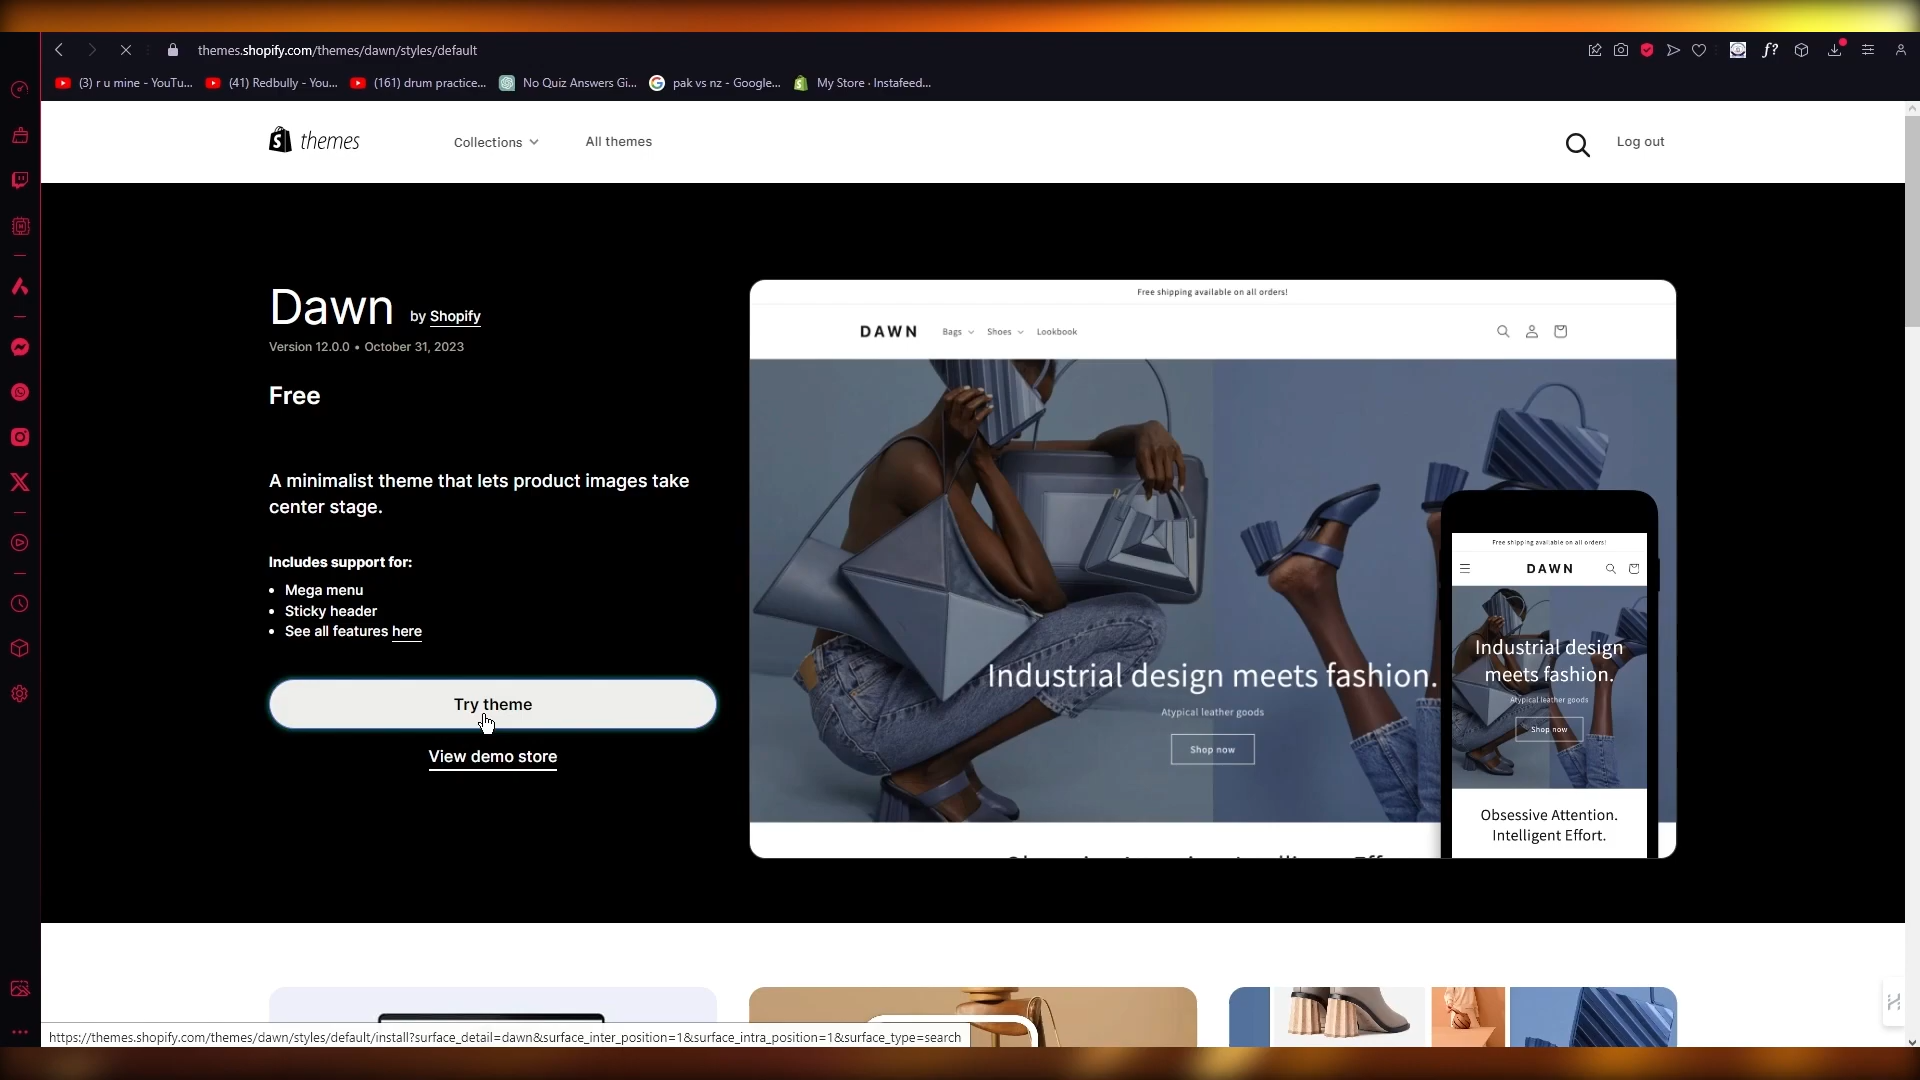 themes.shopify.com/themes/dawn/styles/default
(3) r u mine - YouTu...
(41) Redbully - You...
(161) drum practice...
No Quiz Answers Gi...
pak vs nz - Google...
My Store · Instafeed...
themes
Collections
All themes
Log out
Dawn by Shopify
Version 12.0.0 • October 31, 2023
Free
A minimalist theme that lets product images take
center stage.
Includes support for:
• Mega menu
• Sticky header
• See all features here
Try theme
View demo store
Free shipping available on all orders!
DAWN
Bags
Shoes
Lookbook
Industrial design meets fashion.
Atypical leather goods
Shop now
Free shipping available on all orders!
DAWN
Industrial design
meets fashion.
Atypical leather goods
Shop now
Obsessive Attention.
Intelligent Effort.
https://themes.shopify.com/themes/dawn/styles/default/install?surface_detail=dawn&surface_inter_position=1&surface_intra_position=1&surface_type=search